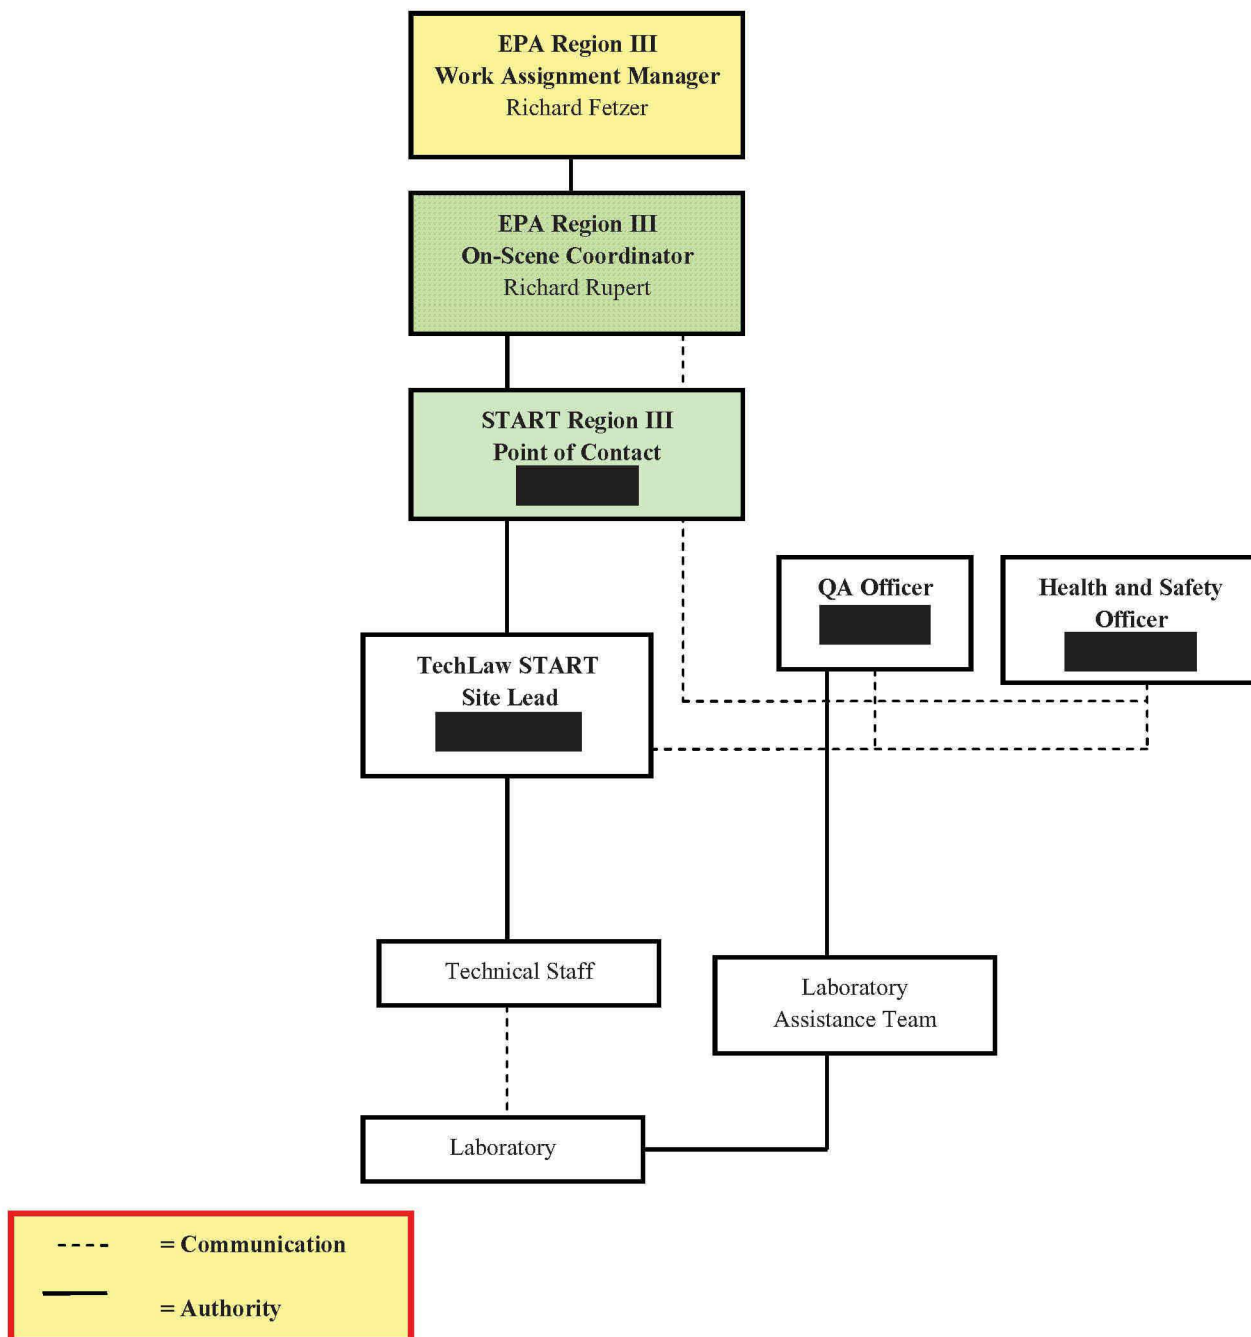 EPA Region III
Work Assignment Manager
Richard Fetzer
EPA Region III
On-Scene Coordinator
Richard Rupert
START Region III
Point of Contact
QA Officer
Health and Safety
Officer
TechLaw START
Site Lead
Technical Staff
Laboratory
Assistance Team
Laboratory
= Communication
= Authority